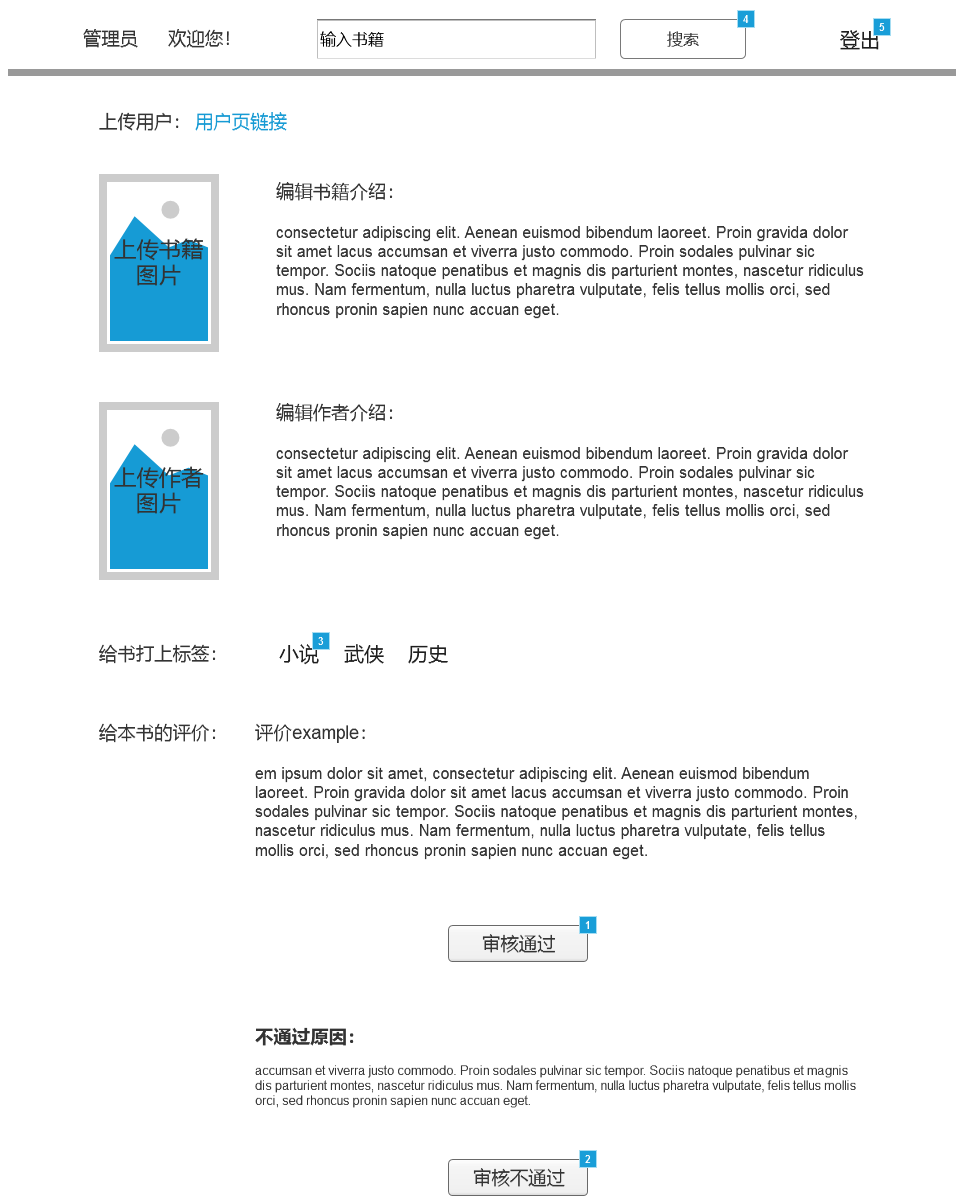 管理员 欢迎您！ 输入书籍 搜索 4 登出 5
上传用户： 用户页链接
上传书籍
图片
编辑书籍介绍：
consectetur adipiscing elit. Aenean euismod bibendum laoreet. Proin gravida dolor
sit amet lacus accumsan et viverra justo commodo. Proin sodales pulvinar sic
tempor. Sociis natoque penatibus et magnis dis parturient montes, nascetur ridiculus
mus. Nam fermentum, nulla luctus pharetra vulputate, felis tellus mollis orci, sed
rhoncus pronin sapien nunc accuan eget.
上传作者
图片
编辑作者介绍：
consectetur adipiscing elit. Aenean euismod bibendum laoreet. Proin gravida dolor
sit amet lacus accumsan et viverra justo commodo. Proin sodales pulvinar sic
tempor. Sociis natoque penatibus et magnis dis parturient montes, nascetur ridiculus
mus. Nam fermentum, nulla luctus pharetra vulputate, felis tellus mollis orci, sed
rhoncus pronin sapien nunc accuan eget.
给书打上标签： 小说 3 武侠 历史
给本书的评价： 评价example：
em ipsum dolor sit amet, consectetur adipiscing elit. Aenean euismod bibendum
laoreet. Proin gravida dolor sit amet lacus accumsan et viverra justo commodo. Proin
sodales pulvinar sic tempor. Sociis natoque penatibus et magnis dis parturient montes,
nascetur ridiculus mus. Nam fermentum, nulla luctus pharetra vulputate, felis tellus
mollis orci, sed rhoncus pronin sapien nunc accuan eget.
审核通过 1
不通过原因：
accumsan et viverra justo commodo. Proin sodales pulvinar sic tempor. Sociis natoque penatibus et magnis
dis parturient montes, nascetur ridiculus mus. Nam fermentum, nulla luctus pharetra vulputate, felis tellus mollis
orci, sed rhoncus pronin sapien nunc accuan eget.
审核不通过 2